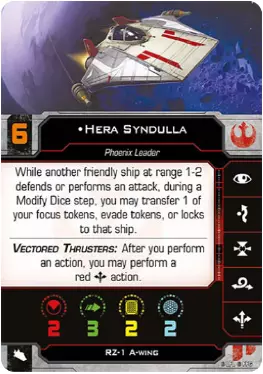 6
•HERA SYNDULLA
Phoenix Leader
While another friendly ship at range 1-2
defends or performs an attack, during a
Modify Dice step, you may transfer 1 of
your focus tokens, evade tokens, or locks
to that ship.
VECTORED THRUSTERS: After you perform
an action, you may perform a
red action.
2 3 2 2
RZ-1 A-WING